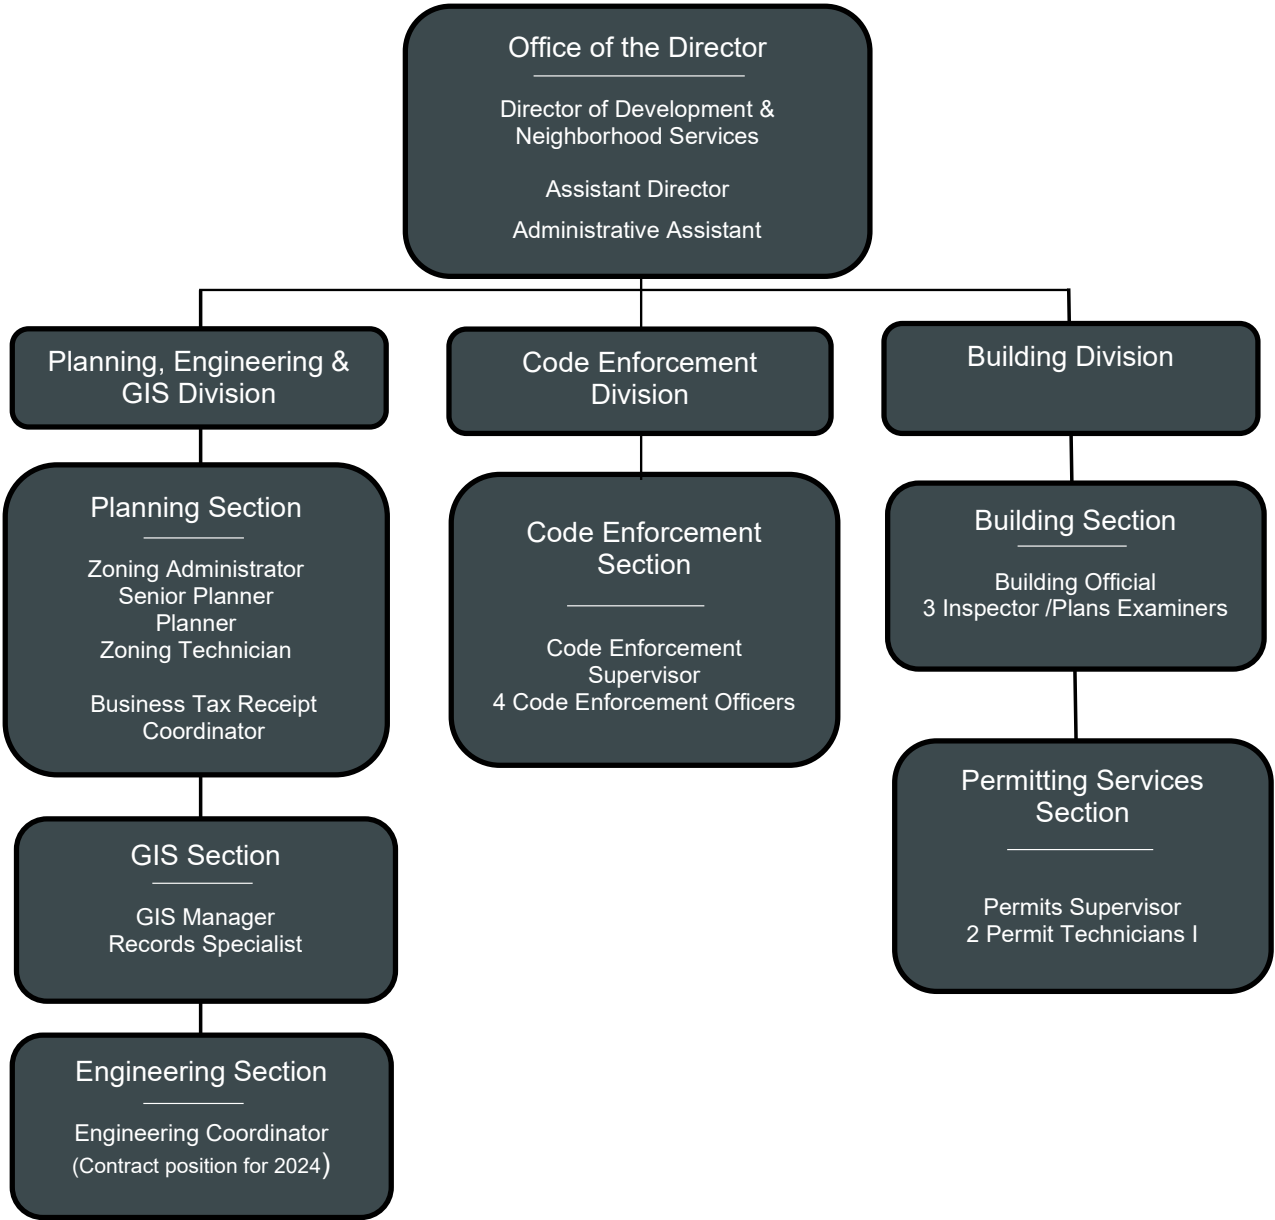 Office of the Director
Director of Development &
Neighborhood Services
Assistant Director
Administrative Assistant
Planning, Engineering &
GIS Division
Code Enforcement
Division
Building Division
Planning Section
Zoning Administrator
Senior Planner
Planner
Zoning Technician
Business Tax Receipt
Coordinator
GIS Section
GIS Manager
Records Specialist
Engineering Section
Engineering Coordinator
(Contract position for 2024)
Code Enforcement
Section
Code Enforcement
Supervisor
4 Code Enforcement Officers
Building Section
Building Official
3 Inspector /Plans Examiners
Permitting Services
Section
Permits Supervisor
2 Permit Technicians I